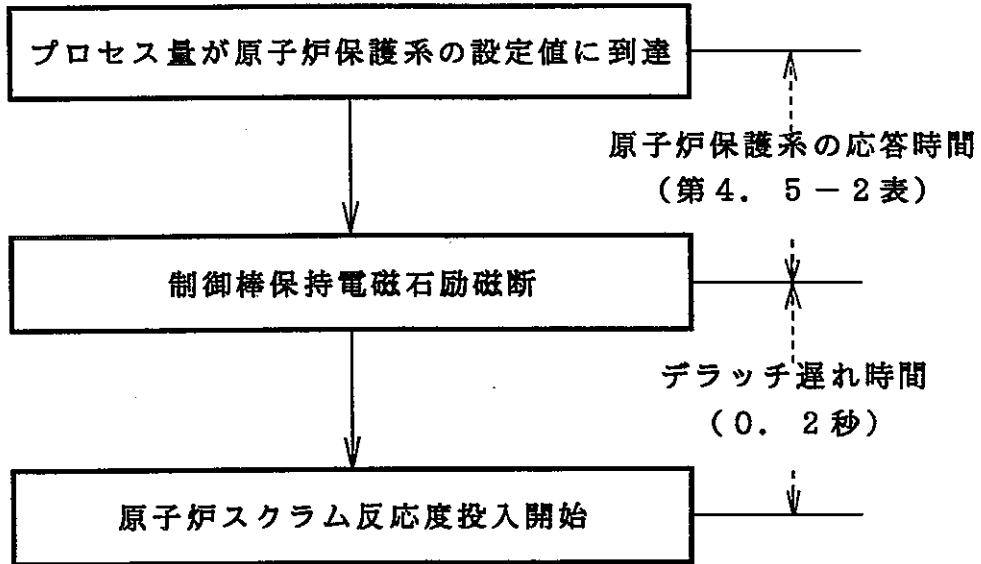 プロセス量が原子炉保護系の設定値に到達
原子炉保護系の応答時間
(第4.5-2表)
制御棒保持電磁石励磁断
デラッチ遅れ時間
(0.2秒)
原子炉スクラム反応度投入開始